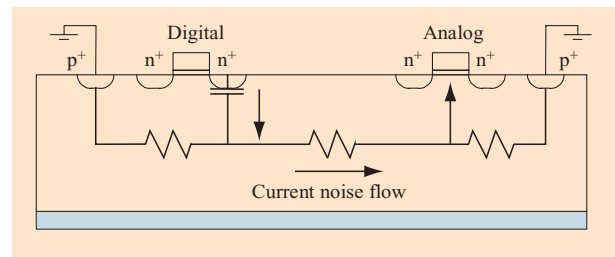 Digital Analog
p+ n+ n+ n+ n+ p+
Current noise flow